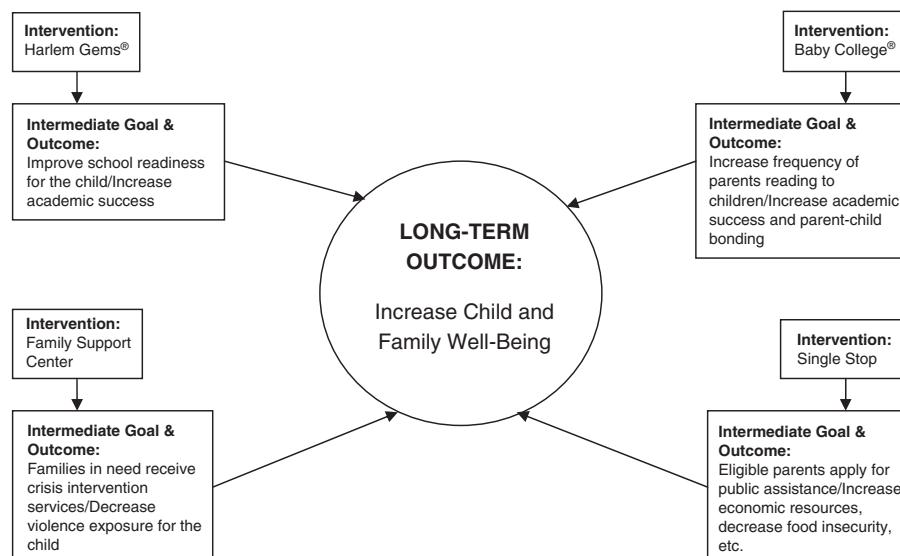 Intervention:
Harlem Gems®
Intermediate Goal &
Outcome:
Improve school readiness
for the child/Increase
academic success
Intervention:
Baby College®
Intermediate Goal &
Outcome:
Increase frequency of
parents reading to
children/Increase academic
success and parent-child
bonding
LONG-TERM
OUTCOME:
Increase Child and
Family Well-Being
Intervention:
Family Support
Center
Intermediate Goal &
Outcome:
Families in need receive
crisis intervention
services/Decrease
violence exposure for the
child
Intervention:
Single Stop
Intermediate Goal &
Outcome:
Eligible parents apply for
public assistance/Increase
economic resources,
decrease food insecurity,
etc.